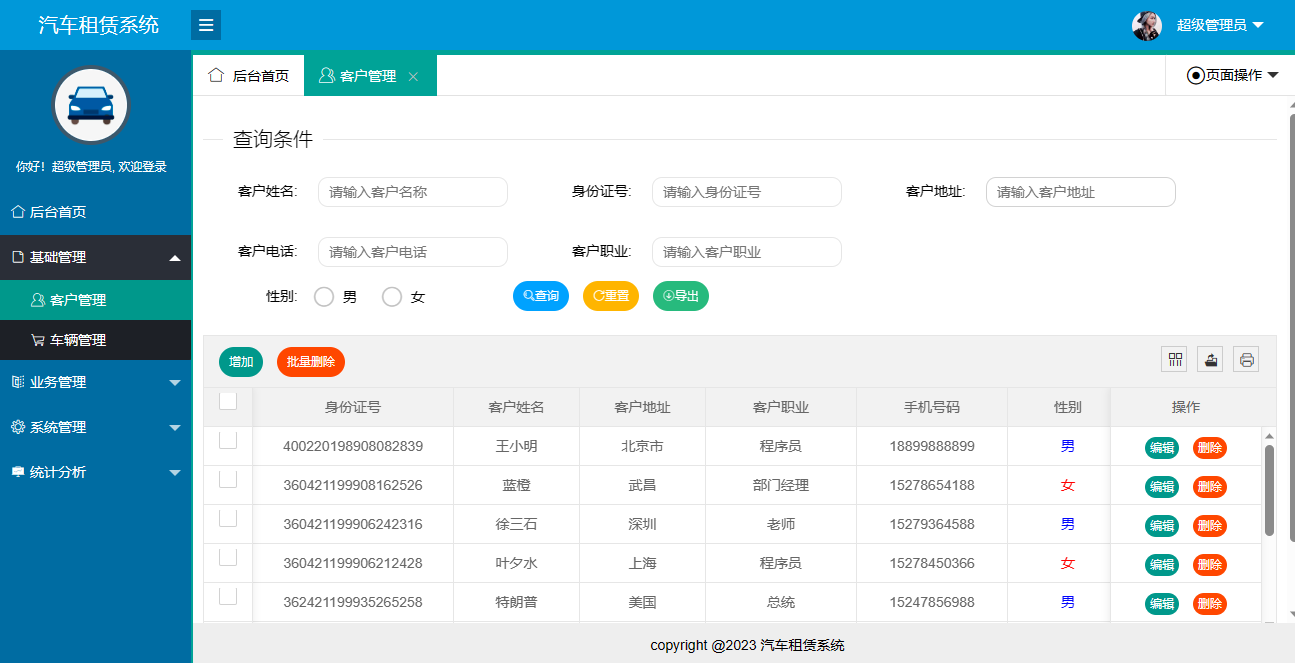 汽车租赁系统
超级管理员
你好！超级管理员, 欢迎登录
后台首页
基础管理
客户管理
车辆管理
业务管理
系统管理
统计分析
后台首页 客户管理 页面操作
查询条件
客户姓名: 请输入客户名称 身份证号: 请输入身份证号 客户地址: 请输入客户地址
客户电话: 请输入客户电话 客户职业: 请输入客户职业
性别: 男 女 查询 重置 导出
增加 批量删除
身份证号 客户姓名 客户地址 客户职业 手机号码 性别 操作
400220198908082839 王小明 北京市 程序员 18899888899 男 编辑 删除
360421199908162526 蓝橙 武昌 部门经理 15278654188 女 编辑 删除
360421199906242316 徐三石 深圳 老师 15279364588 男 编辑 删除
360421199906212428 叶夕水 上海 程序员 15278450366 女 编辑 删除
362421199935265258 特朗普 美国 总统 15247856988 男 编辑 删除
copyright @2023 汽车租赁系统